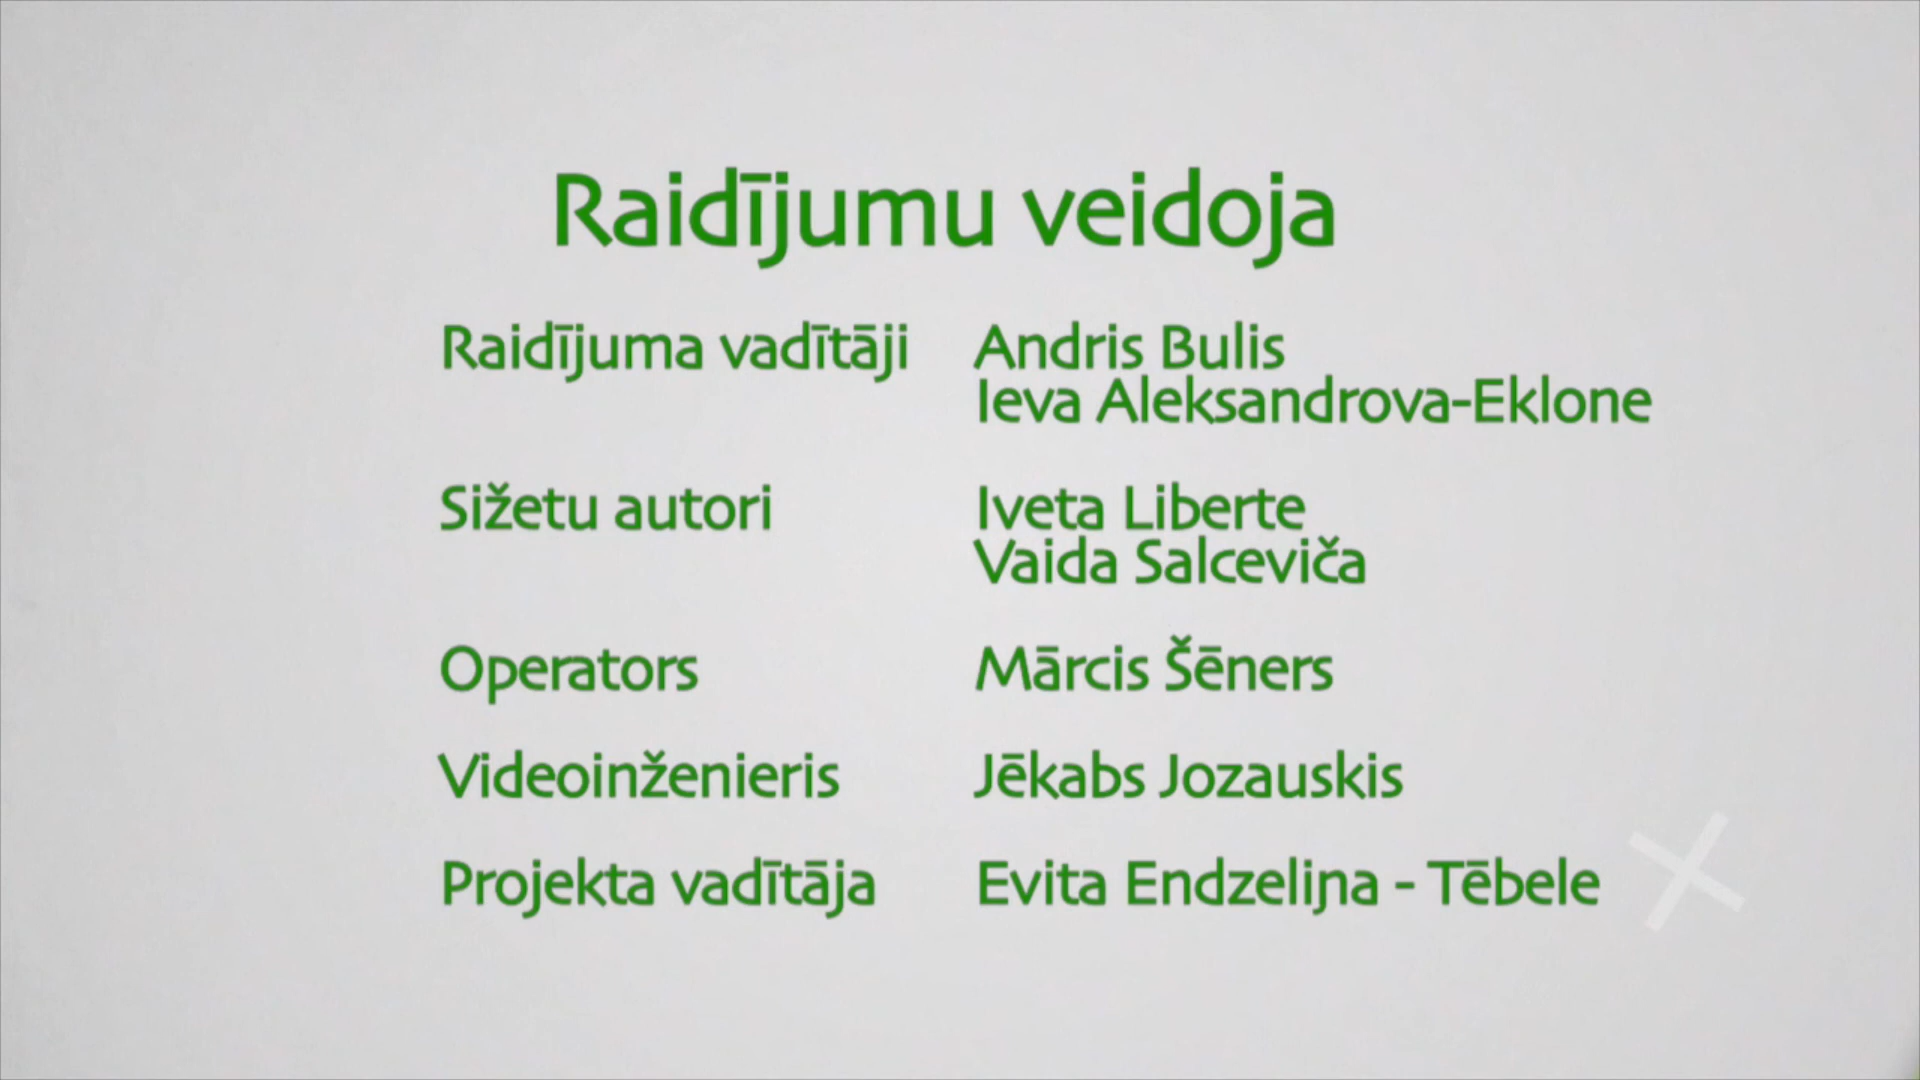 Raidījumu veidoja
Raidījuma vadītāji Andris Bulis
Ieva Aleksandrova-Eklone
Sižetu autori Iveta Liberte
Vaida Salceviča
Operators Mārcis Šēners
Videoinženieris Jēkabs Jozauskis
Projekta vadītāja Evita Endzeliņa - Tēbele